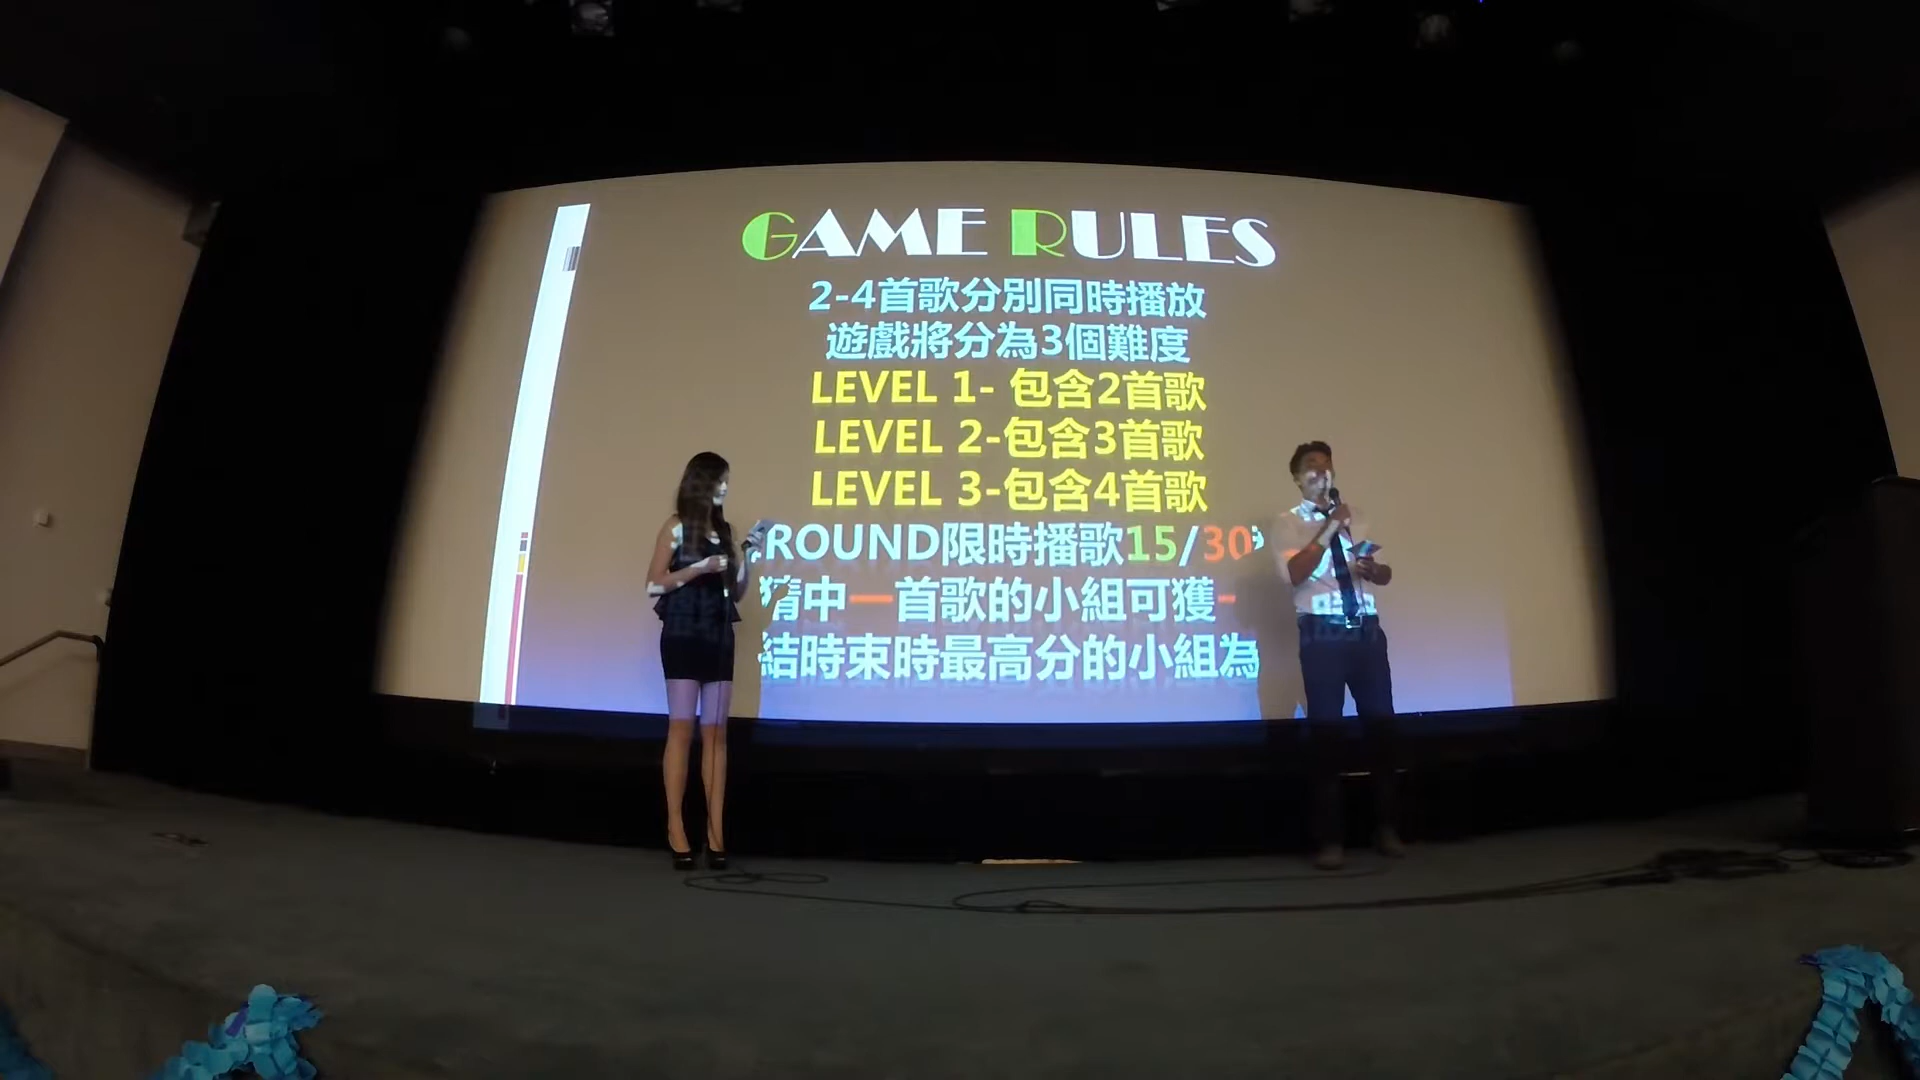 GAME RULES
2-4首歌分別同時播放
遊戲將分為3個難度
LEVEL 1- 包含2首歌
LEVEL 2-包含3首歌
LEVEL 3-包含4首歌
ROUND限時播歌15/30
猜中一首歌的小組可獲
結時束時最高分的小組為